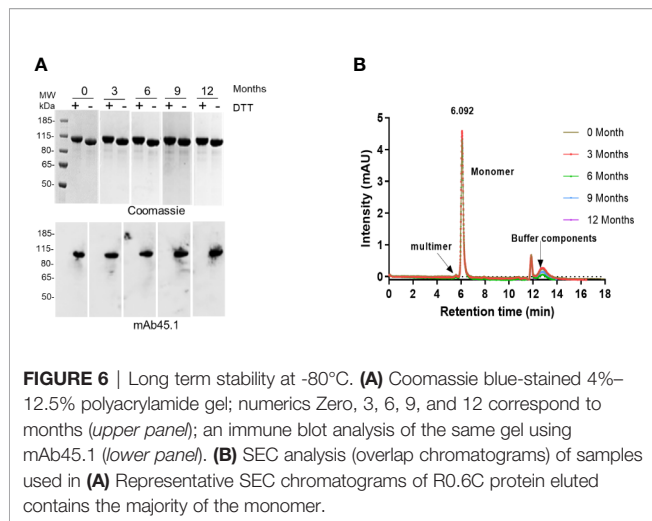 A
MW
kDa
0 3 6 9 12 Months
+ - + - + - + - + - DTT
185-
115-
80-
65-
50-
Coomassie
185-
115-
80-
65-
50-
mAb45.1
B
6.092
5
4
3
2
1
0
Intensity (mAU)
Monomer
multimer
Buffer components
0 Month
3 Months
6 Months
9 Months
12 Months
0 2 4 6 8 10 12 14 16 18
Retention time (min)
FIGURE 6 | Long term stability at -80°C. (A) Coomassie blue-stained 4%–
12.5% polyacrylamide gel; numerics Zero, 3, 6, 9, and 12 correspond to
months (upper panel); an immune blot analysis of the same gel using
mAb45.1 (lower panel). (B) SEC analysis (overlap chromatograms) of samples
used in (A) Representative SEC chromatograms of R0.6C protein eluted
contains the majority of the monomer.